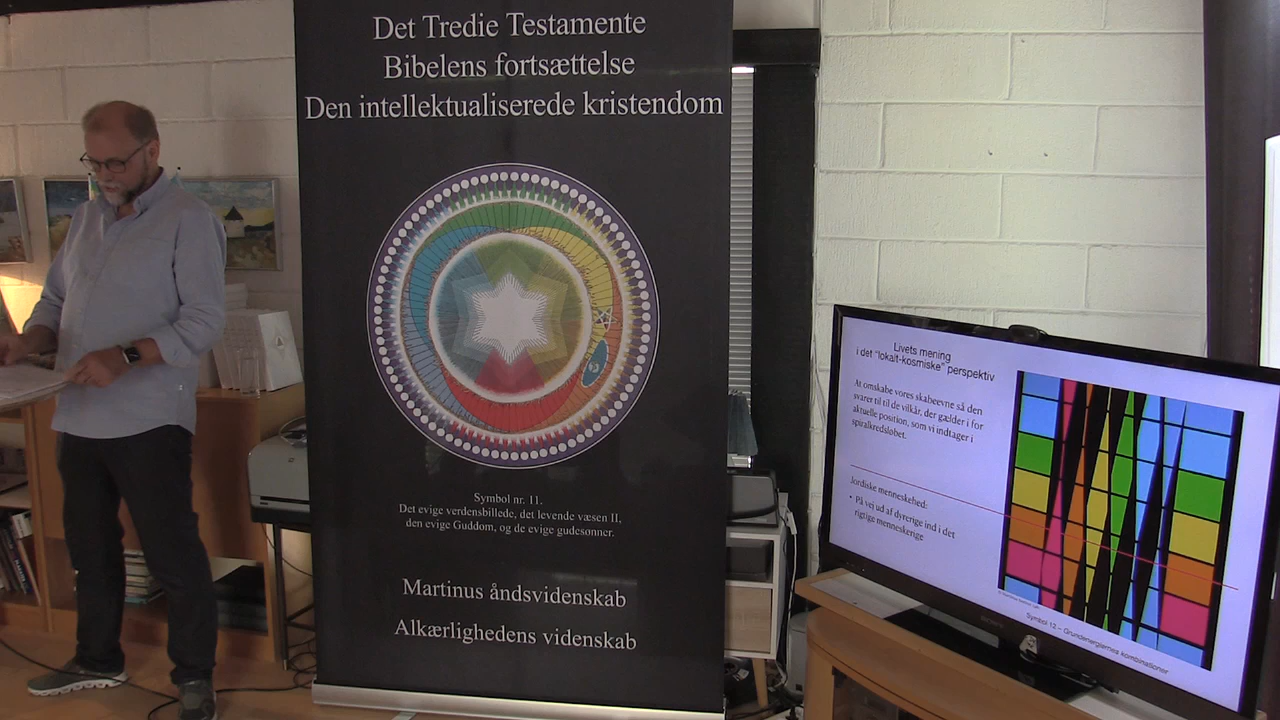 Det Tredie Testamente
Bibelens fortsættelse
Den intellektualiserede kristendom
Symbol nr. 11.
Det evige verdensbillede, det levende væsen II,
den evige Guddom, og de evige gudesønner.
Martinus åndsvidenskab
Alkærlighedens videnskab
Livets mening
i det "lokalt-kosmiske" perspektiv
At omskabe vores skabeevne så den
svarer til til de vilkår, der gælder i for
aktuelle position, som vi indtager i
spiralkredsløbet.
Jordiske menneskehed:
• På vej ud af dyrerige ind i det
rigtige menneskerige
Symbol 12 – Grundenergiernes kombinationer